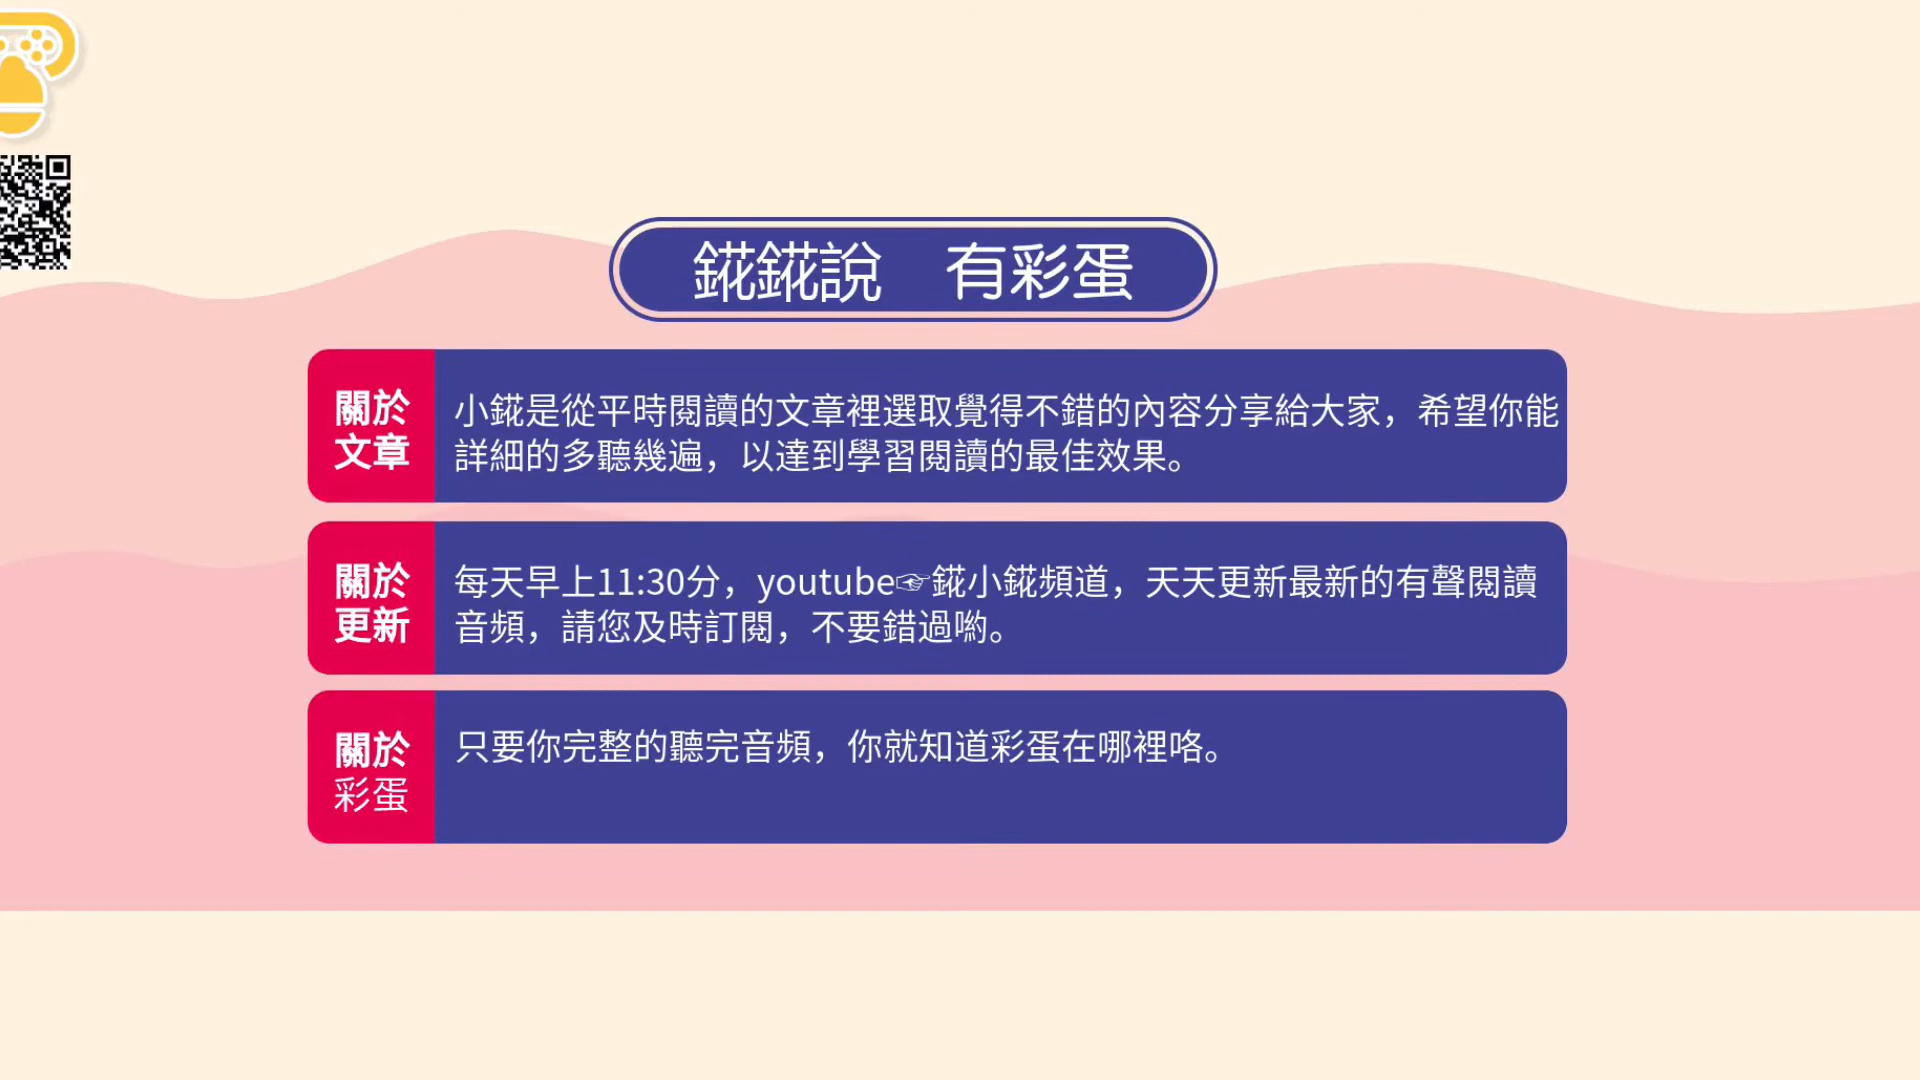 錵錵說　有彩蛋
關於
文章
小錵是從平時閱讀的文章裡選取覺得不錯的內容分享給大家，希望你能
詳細的多聽幾遍，以達到學習閱讀的最佳效果。
關於
更新
每天早上11:30分，youtube☞錵小錵頻道，天天更新最新的有聲閱讀
音頻，請您及時訂閱，不要錯過喲。
關於
彩蛋
只要你完整的聽完音頻，你就知道彩蛋在哪裡咯。